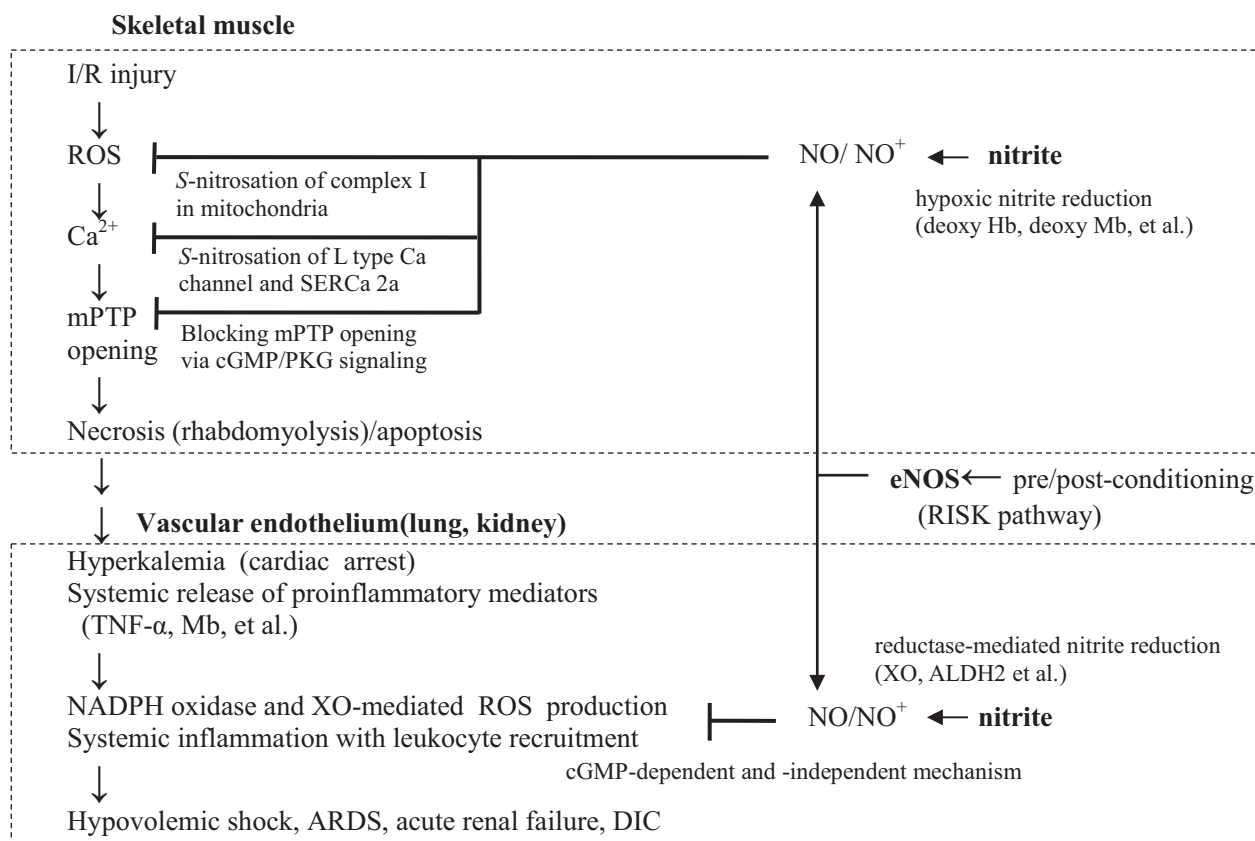 Skeletal muscle
I/R injury
ROS
NO/ NO⁺
nitrite
S-nitrosation of complex I
in mitochondria
hypoxic nitrite reduction
(deoxy Hb, deoxy Mb, et al.)
Ca²⁺
S-nitrosation of L type Ca
channel and SERCa 2a
mPTP
opening
Blocking mPTP opening
via cGMP/PKG signaling
Necrosis (rhabdomyolysis)/apoptosis
eNOS
pre/post-conditioning
(RISK pathway)
Vascular endothelium(lung, kidney)
Hyperkalemia (cardiac arrest)
Systemic release of proinflammatory mediators
(TNF-α, Mb, et al.)
reductase-mediated nitrite reduction
(XO, ALDH2 et al.)
NADPH oxidase and XO-mediated ROS production
Systemic inflammation with leukocyte recruitment
NO/NO⁺
nitrite
cGMP-dependent and -independent mechanism
Hypovolemic shock, ARDS, acute renal failure, DIC